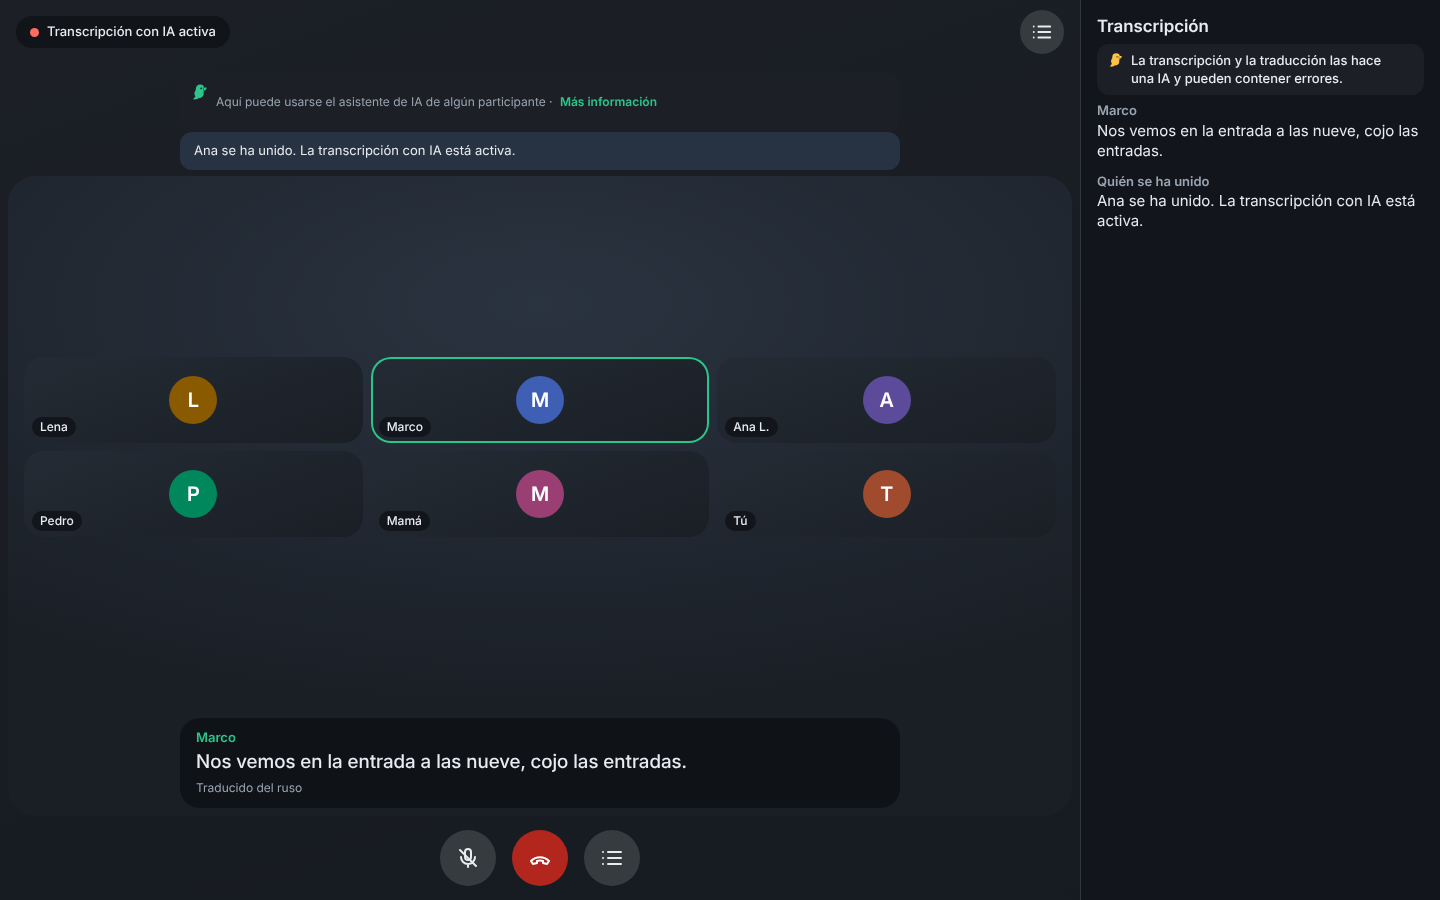 Transcripción con IA activa
Aquí puede usarse el asistente de IA de algún participante · Más información
Ana se ha unido. La transcripción con IA está activa.
L
Lena
M
Marco
A
Ana L.
P
Pedro
M
Mamá
T
Tú
Marco
Nos vemos en la entrada a las nueve, cojo las entradas.
Traducido del ruso
Transcripción
La transcripción y la traducción las hace
una IA y pueden contener errores.
Marco
Nos vemos en la entrada a las nueve, cojo las
entradas.
Quién se ha unido
Ana se ha unido. La transcripción con IA está
activa.